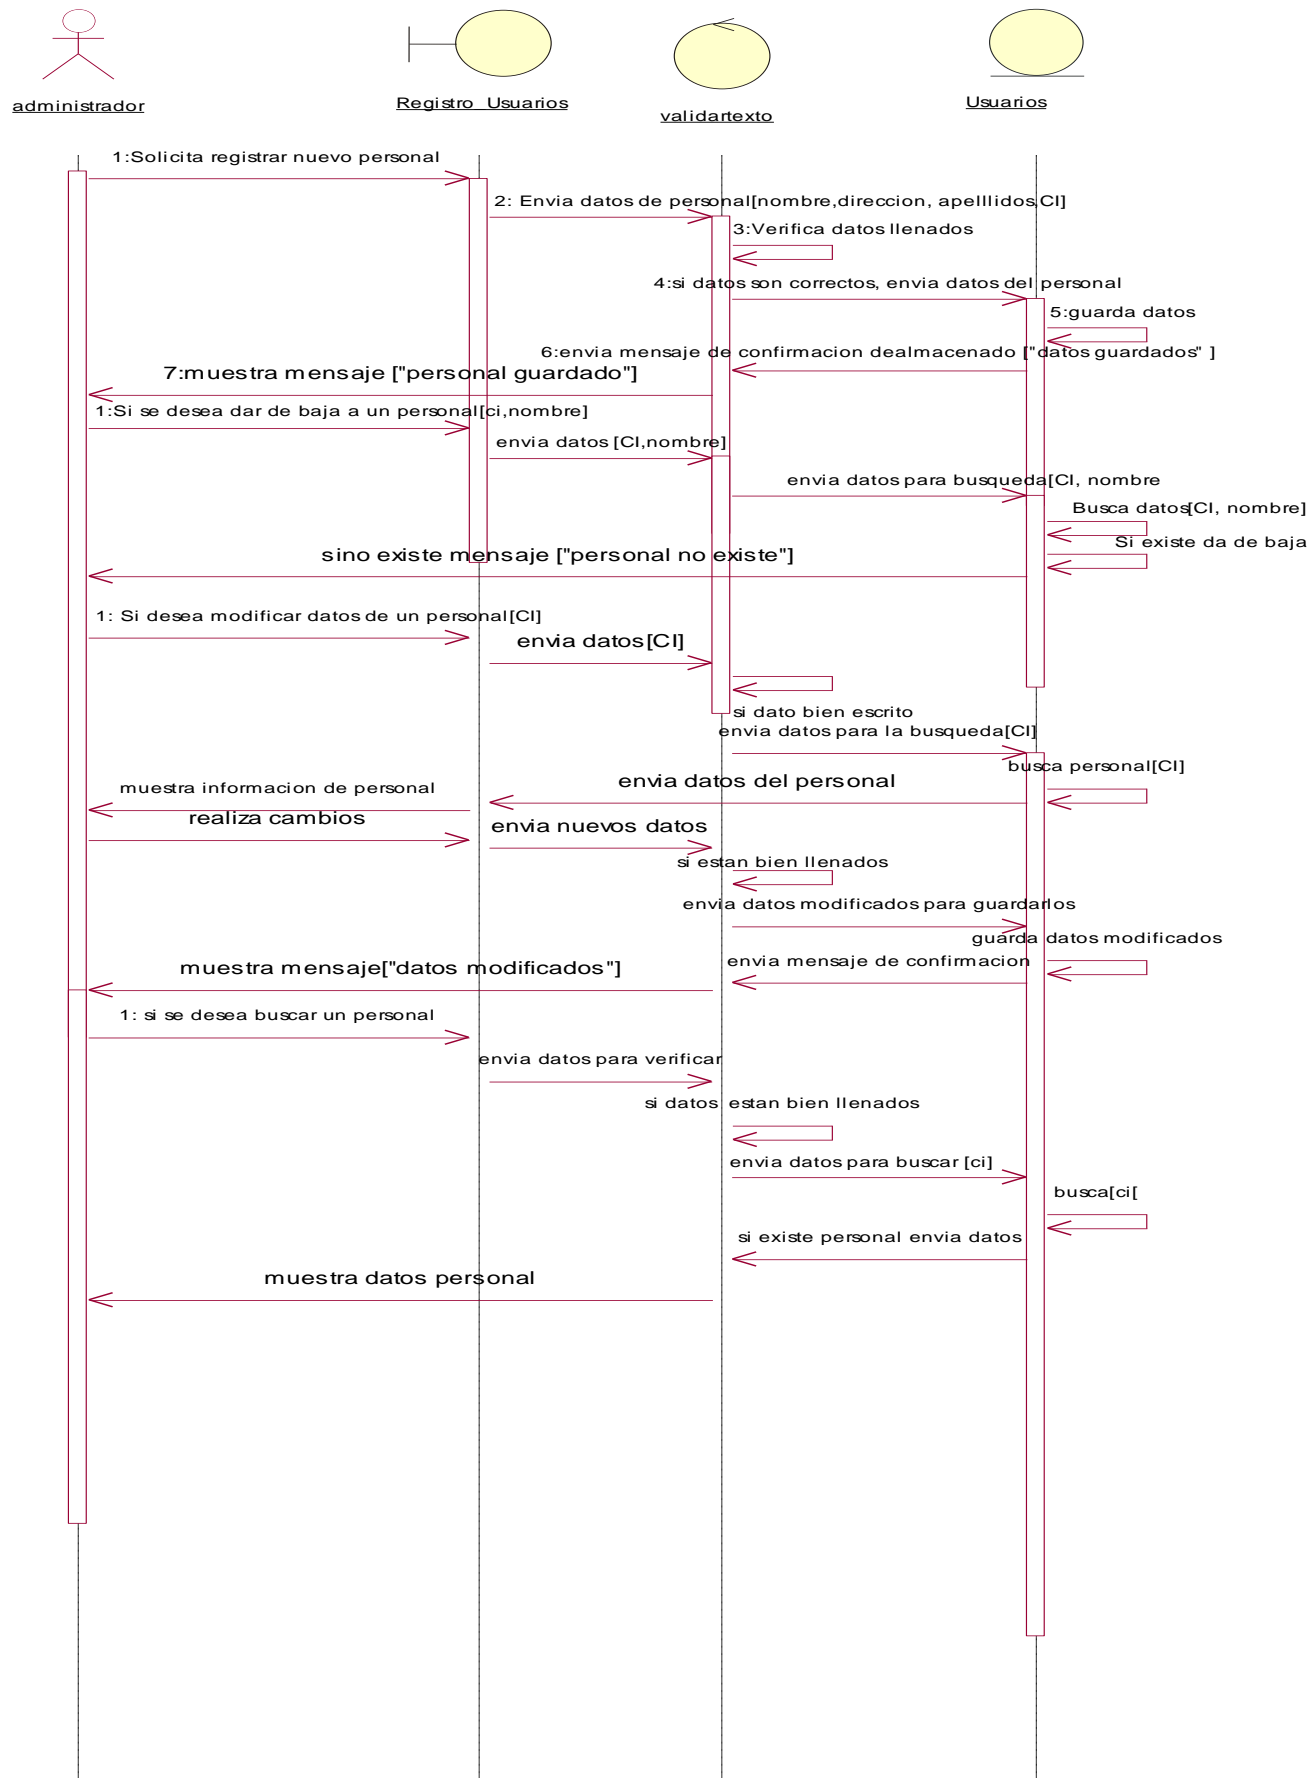 administrador
Registro_Usuarios
validartexto
Usuarios
1:Solicita registrar nuevo personal
2: Envia datos de personal[nombre,direccion, apelllidos,CI]
3:Verifica datos llenados
4:si datos son correctos, envia datos del personal
5:guarda datos
6:envia mensaje de confirmacion dealmacenado ["datos guardados" ]
7:muestra mensaje ["personal guardado"]
1:Si se desea dar de baja a un personal[ci,nombre]
envia datos [CI,nombre]
envia datos para busqueda[CI, nombre
Busca datos[CI, nombre]
Si existe da de baja
sino existe mensaje ["personal no existe"]
1: Si desea modificar datos de un personal[CI]
envia datos[CI]
si dato bien escrito
envia datos para la busqueda[CI]
busca personal[CI]
envia datos del personal
muestra informacion de personal
realiza cambios
envia nuevos datos
si estan bien llenados
envia datos modificados para guardarlos
guarda datos modificados
envia mensaje de confirmacion
muestra mensaje["datos modificados"]
1: si se desea buscar un personal
envia datos para verificar
si datos estan bien llenados
envia datos para buscar [ci]
busca[ci[
si existe personal envia datos
muestra datos personal